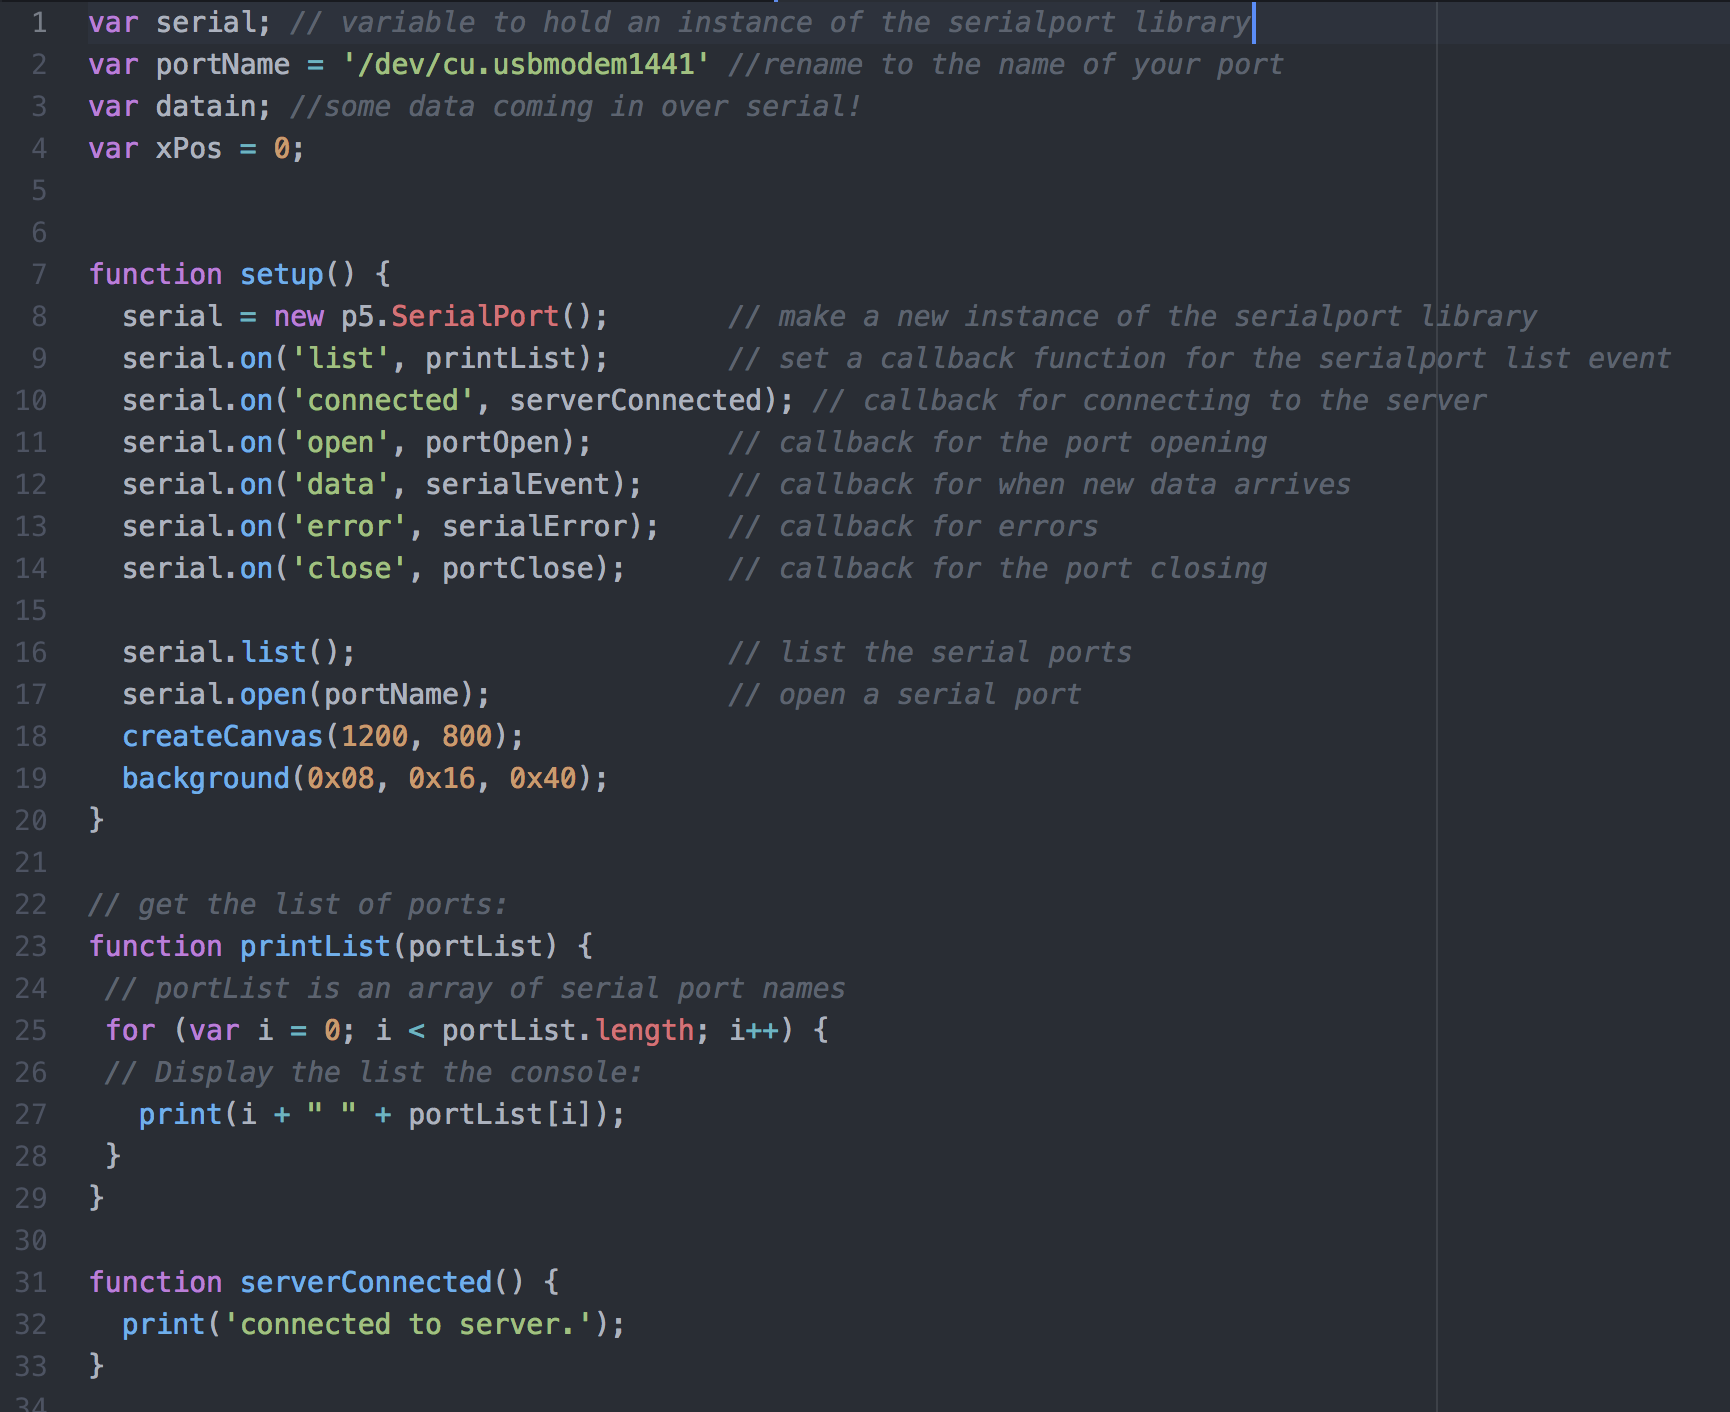 1 var serial; // variable to hold an instance of the serialport library
2 var portName = '/dev/cu.usbmodem1441' //rename to the name of your port
3 var datain; //some data coming in over serial!
4 var xPos = 0;
5
6
7 function setup() {
8   serial = new p5.SerialPort();       // make a new instance of the serialport library
9   serial.on('list', printList);       // set a callback function for the serialport list event
10   serial.on('connected', serverConnected); // callback for connecting to the server
11   serial.on('open', portOpen);        // callback for the port opening
12   serial.on('data', serialEvent);     // callback for when new data arrives
13   serial.on('error', serialError);    // callback for errors
14   serial.on('close', portClose);      // callback for the port closing
15
16   serial.list();                      // list the serial ports
17   serial.open(portName);              // open a serial port
18   createCanvas(1200, 800);
19   background(0x08, 0x16, 0x40);
20 }
21
22 // get the list of ports:
23 function printList(portList) {
24  // portList is an array of serial port names
25  for (var i = 0; i < portList.length; i++) {
26  // Display the list the console:
27    print(i + " " + portList[i]);
28  }
29 }
30
31 function serverConnected() {
32   print('connected to server.');
33 }
34